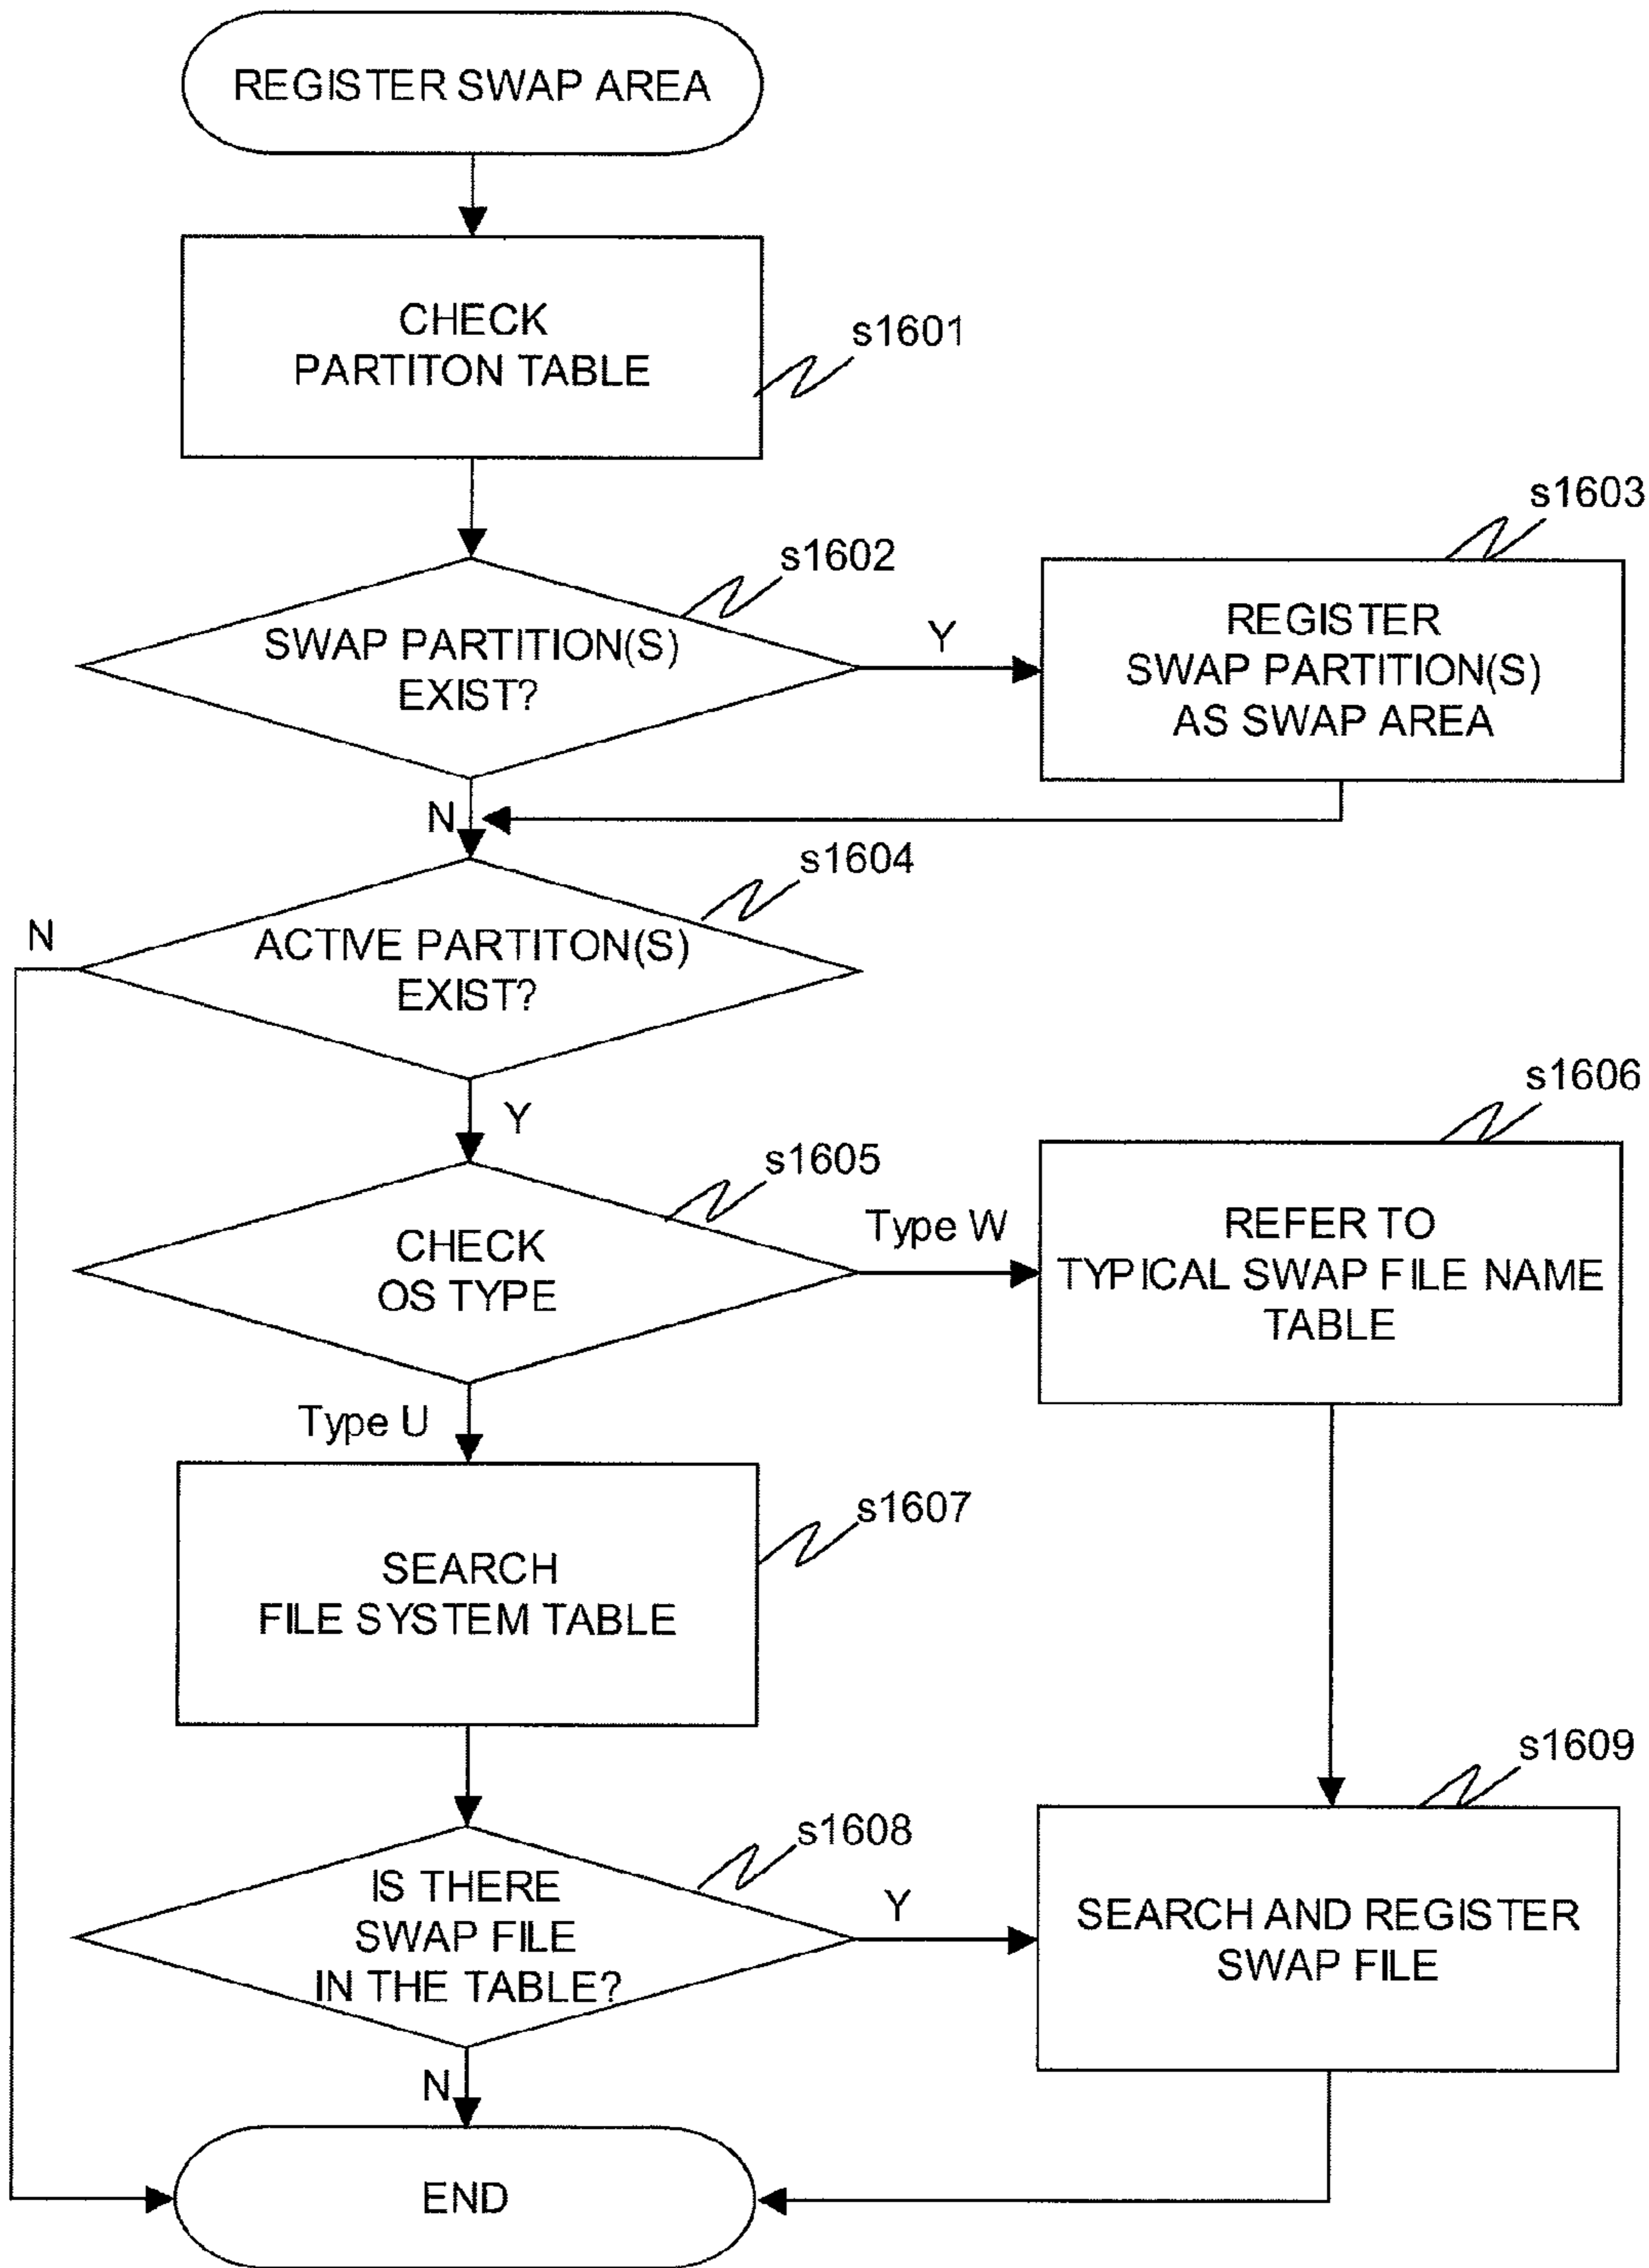 REGISTER SWAP AREA
CHECK
PARTITON TABLE
s1601
s1602
SWAP PARTITION(S)
EXIST?
Y
s1603
REGISTER
SWAP PARTITION(S)
AS SWAP AREA
N
s1604
N
ACTIVE PARTITON(S)
EXIST?
Y
s1605
CHECK
OS TYPE
Type W
s1606
REFER TO
TYPICAL SWAP FILE NAME
TABLE
Type U
s1607
SEARCH
FILE SYSTEM TABLE
s1608
IS THERE
SWAP FILE
IN THE TABLE?
Y
s1609
SEARCH AND REGISTER
SWAP FILE
N
END